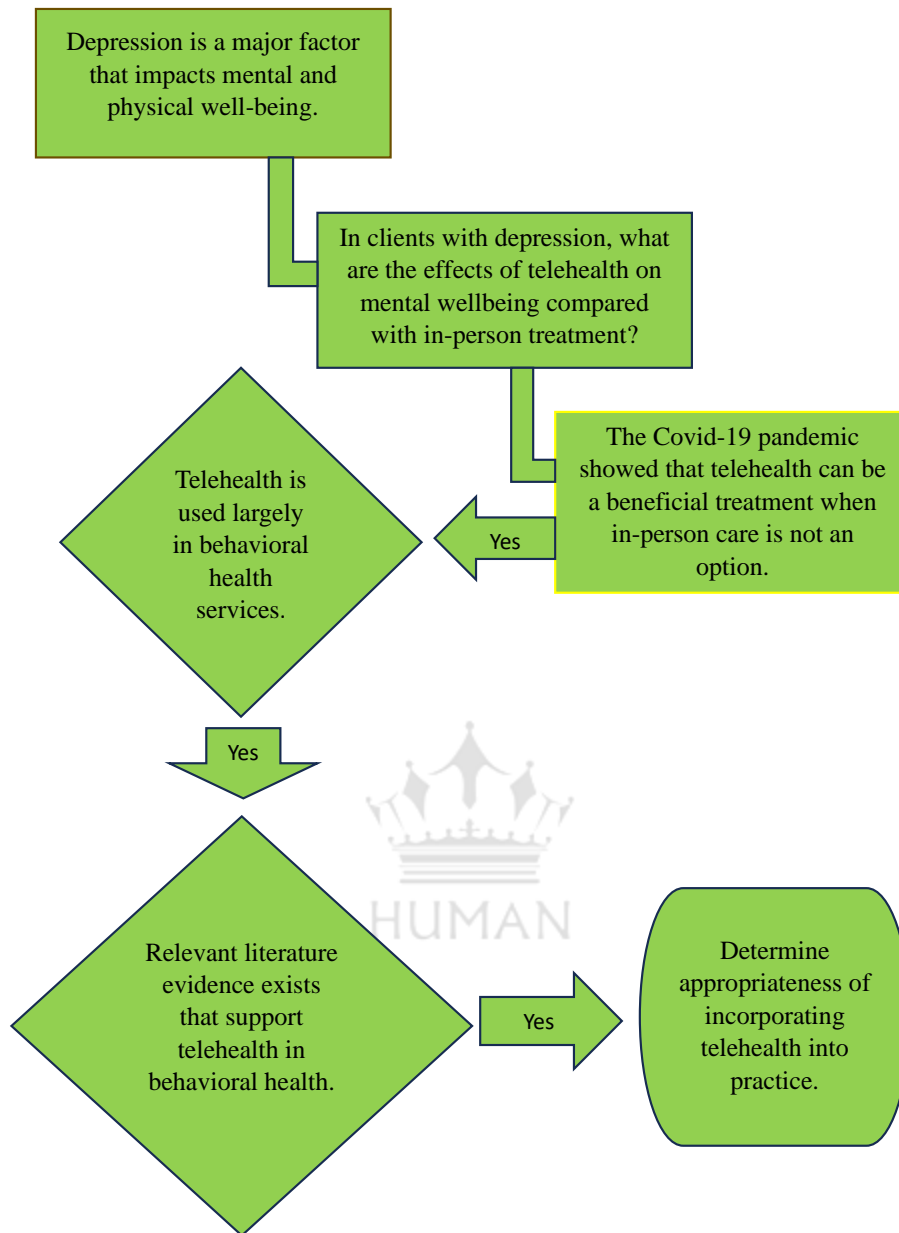 Depression is a major factor
that impacts mental and
physical well-being.
In clients with depression, what
are the effects of telehealth on
mental wellbeing compared
with in-person treatment?
The Covid-19 pandemic
showed that telehealth can be
a beneficial treatment when
in-person care is not an
option.
Yes
Telehealth is
used largely
in behavioral
health
services.
Yes
Relevant literature
evidence exists
that support
telehealth in
behavioral health.
Yes
Determine
appropriateness of
incorporating
telehealth into
practice.
HUMAN